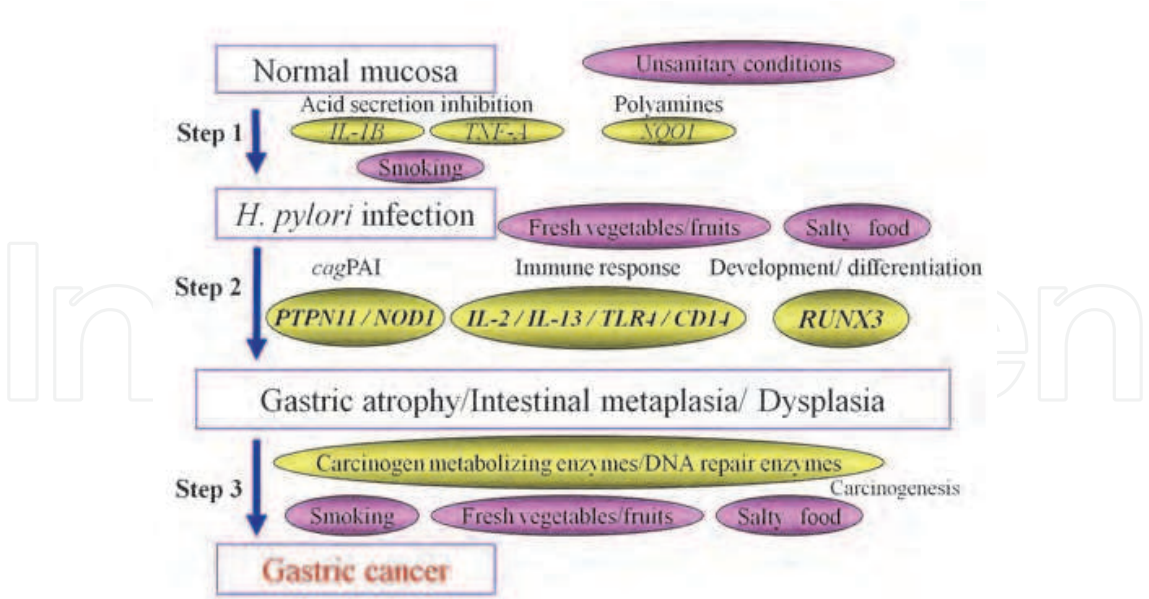 Normal mucosa
Unsanitary conditions
Acid secretion inhibition
Polyamines
Step 1
IL-1B
TNF-A
NQO1
Smoking
H. pylori infection
Fresh vegetables/fruits
Salty food
cagPAI
Immune response
Development/ differentiation
Step 2
PTPN11 / NOD1
IL-2 / IL-13 / TLR4 / CD14
RUNX3
Gastric atrophy/Intestinal metaplasia/ Dysplasia
Carcinogen metabolizing enzymes/DNA repair enzymes
Step 3
Carcinogenesis
Smoking
Fresh vegetables/fruits
Salty food
Gastric cancer